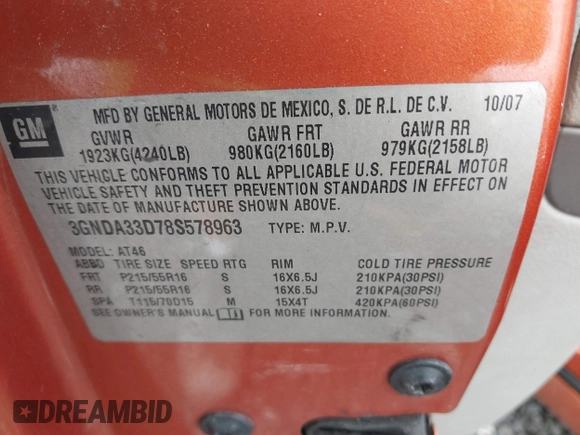 GM
MFD BY GENERAL MOTORS DE MEXICO, S. DE R.L. DE C.V. 10/07
GVWR GAWR FRT GAWR RR
1923KG(4240LB) 980KG(2160LB) 979KG(2158LB)
THIS VEHICLE CONFORMS TO ALL APPLICABLE U.S. FEDERAL MOTOR
VEHICLE SAFETY AND THEFT PREVENTION STANDARDS IN EFFECT ON
THE DATE OF MANUFACTURE SHOWN ABOVE.
3GNDA33D78S578963 TYPE: M.P.V.
MODEL: AT46
ABBD TIRE SIZE SPEED RTG RIM COLD TIRE PRESSURE
FRT P215/55R16 S 16X6.5J 210KPA(30PSI)
RR P215/55R16 S 16X6.5J 210KPA(30PSI)
SPA T115/70D15 M 15X4T 420KPA(60PSI)
SEE OWNER'S MANUAL FOR MORE INFORMATION.
DREAMBID